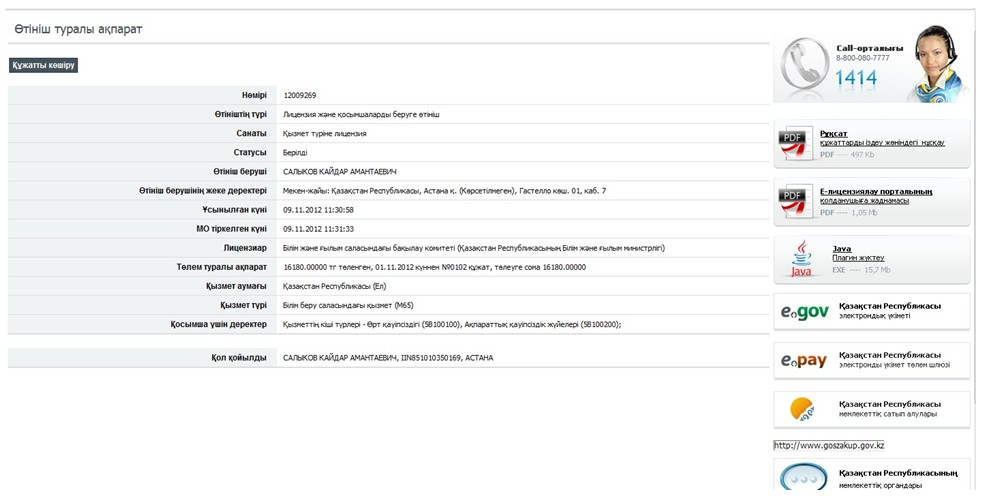 Өтініш туралы ақпарат
Құжатты көшіру
Нөмірі 12009269
Өтініштің түрі Лицензия және қосымшаларды беруге өтініш
Санаты Қызмет түріне лицензия
Статусы Берілді
Өтініш беруші САЛЫКОВ КАЙДАР АМАНТАЕВИЧ
Өтініш берушінің жеке деректері Мекен-жайы: Қазақстан Республикасы, Астана қ. (Көрсетілмеген), Гастелло көш. 01, каб. 7
Ұсынылған күні 09.11.2012 11:30:58
МО тіркелген күні 09.11.2012 11:31:33
Лицензиар Білім және ғылым саласындағы бақылау комитеті (Қазақстан Республикасының Білім және ғылым министрлігі)
Төлем туралы ақпарат 16180.00000 тг төленген, 01.11.2012 күннен N90102 құжат, төлеуге сома 16180.00000
Қызмет аумағы Қазақстан Республикасы (Ел)
Қызмет түрі Білім беру саласындағы қызмет (М65)
Қосымша үшін деректер Қызметтің кіші түрлері - Өрт қауіпсіздігі (5В100100), Ақпараттық қауіпсіздік жүйелері (5В100200);
Қол қойылды САЛЫКОВ КАЙДАР АМАНТАЕВИЧ, IIN851010350169, АСТАНА
Call-орталығы
8-800-080-7777
1414
PDF
Рұқсат
құжаттарды іздеу жөніндегі нұсқау
PDF ---- 497 Kb
PDF
Е-лицензиялау порталының
қолданушыға жаднамасы
PDF ---- 1,05 Mb
Java
Java
Плагин жүктеу
EXE ---- 15,7 Mb
e.gov
Қазақстан Республикасы
электрондық үкіметі
e.pay
Қазақстан Республикасы
электронды үкімет төлем шлюзі
Қазақстан Республикасы
мемлекеттік сатып алулары
http://www.goszakup.gov.kz
Қазақстан Республикасының
мемлекеттік органдары